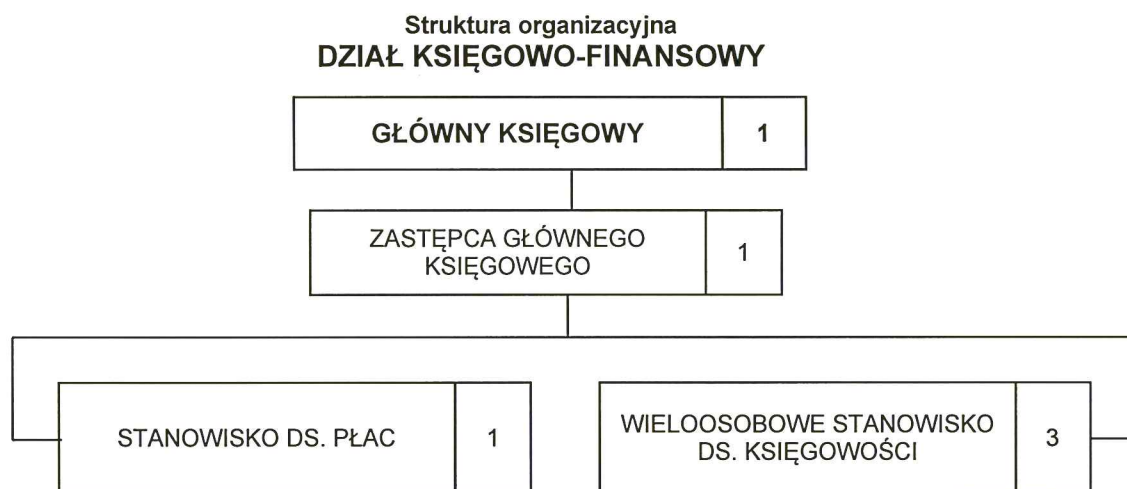 Struktura organizacyjna
DZIAŁ KSIĘGOWO-FINANSOWY
GŁÓWNY KSIĘGOWY 1
ZASTĘPCA GŁÓWNEGO
KSIĘGOWEGO
1
STANOWISKO DS. PŁAC 1
WIELOOSOBOWE STANOWISKO
DS. KSIĘGOWOŚCI
3